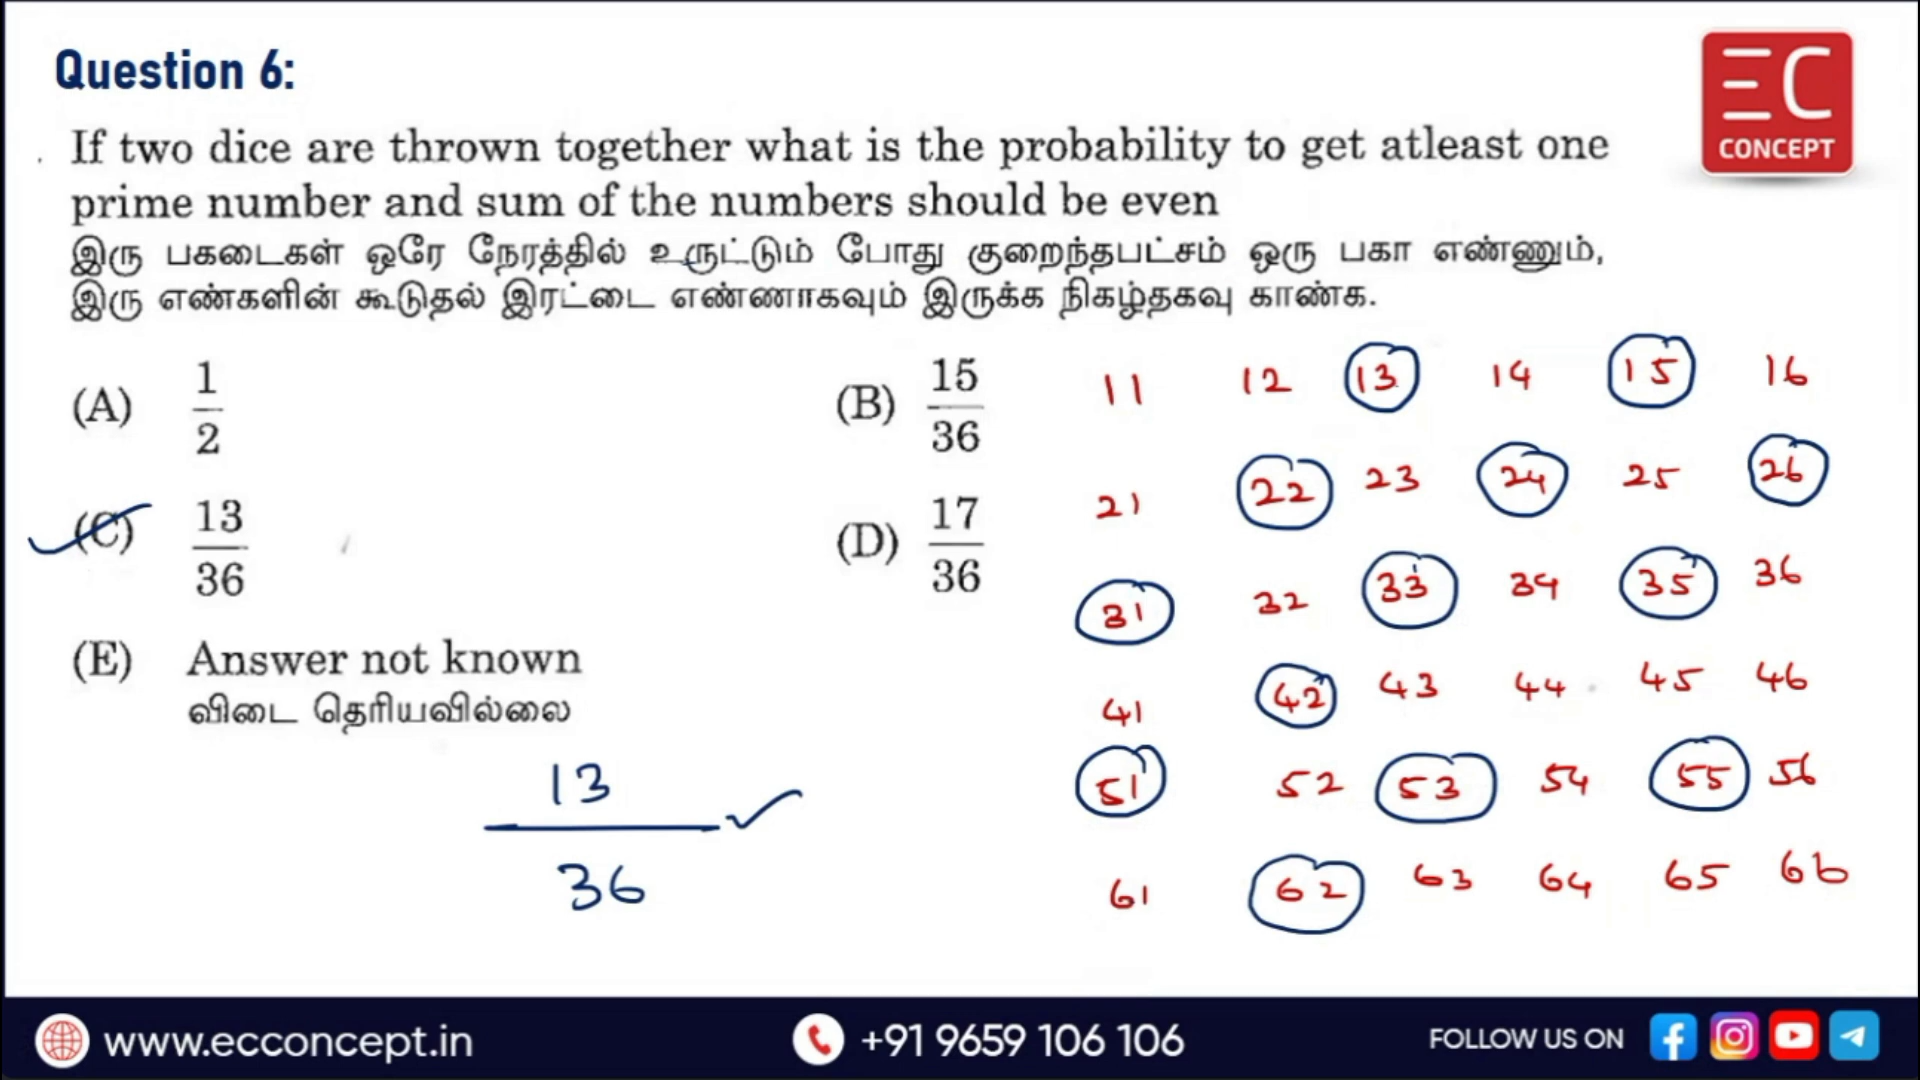 Question 6:
EC
CONCEPT
If two dice are thrown together what is the probability to get atleast one
prime number and sum of the numbers should be even
இரு பகடைகள் ஒரே நேரத்தில் உருட்டும் போது குறைந்தபட்சம் ஒரு பகா எண்ணும்,
இரு எண்களின் கூடுதல் இரட்டை எண்ணாகவும் இருக்க நிகழ்தகவு காண்க.
(A) 1/2
(B) 15/36
(C) 13/36
(D) 17/36
(E) Answer not known
விடை தெரியவில்லை
13
36
11 12 13 14 15 16
21 22 23 24 25 26
31 32 33 34 35 36
41 42 43 44 45 46
51 52 53 54 55 56
61 62 63 64 65 66
www.ecconcept.in
+91 9659 106 106
FOLLOW US ON